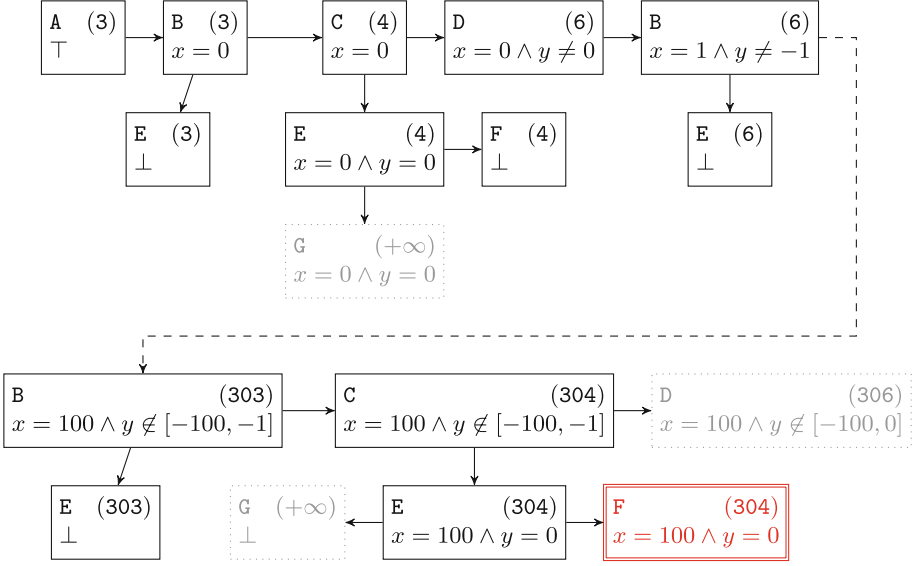 A (3)
⊤
B (3)
x = 0
C (4)
x = 0
D (6)
x = 0 ∧ y ≠ 0
B (6)
x = 1 ∧ y ≠ −1
E (3)
⊥
E (4)
x = 0 ∧ y = 0
F (4)
⊥
E (6)
⊥
G (+∞)
x = 0 ∧ y = 0
B (303)
x = 100 ∧ y ∉ [−100, −1]
C (304)
x = 100 ∧ y ∉ [−100, −1]
D (306)
x = 100 ∧ y ∉ [−100, 0]
E (303)
⊥
G (+∞)
⊥
E (304)
x = 100 ∧ y = 0
F (304)
x = 100 ∧ y = 0